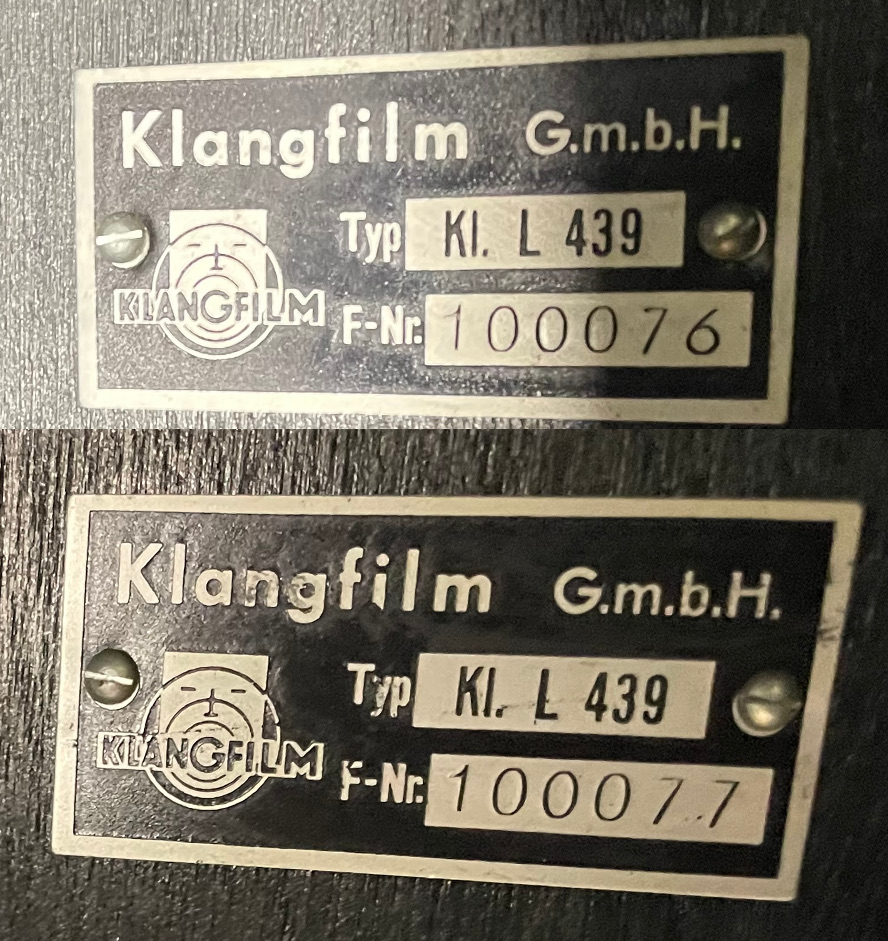 Klangfilm G.m.b.H.
Typ Kl. L 439
KLANGFILM
F-Nr. 100076
Klangfilm G.m.b.H.
Typ Kl. L 439
KLANGFILM
F-Nr. 100077